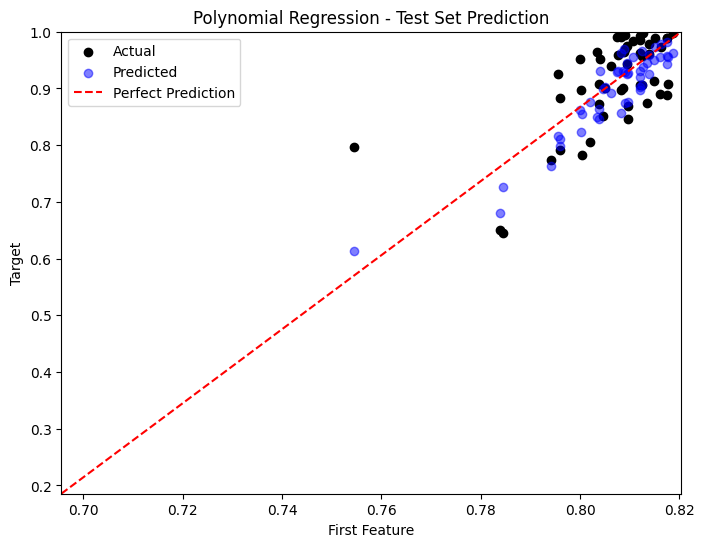 Polynomial Regression - Test Set Prediction
Actual
Predicted
Perfect Prediction
Target
1.0
0.9
0.8
0.7
0.6
0.5
0.4
0.3
0.2
0.70 0.72 0.74 0.76 0.78 0.80 0.82
First Feature